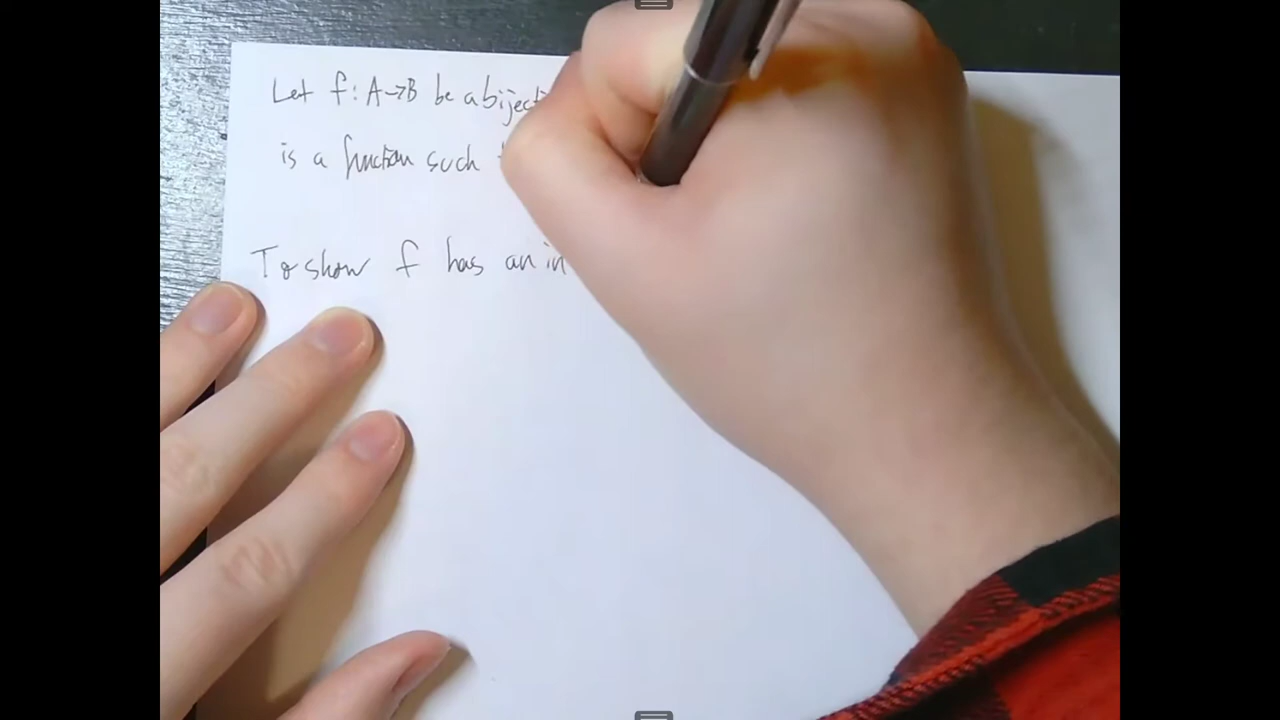 Let f: A→B be a biject
is a function such
To show f has an in